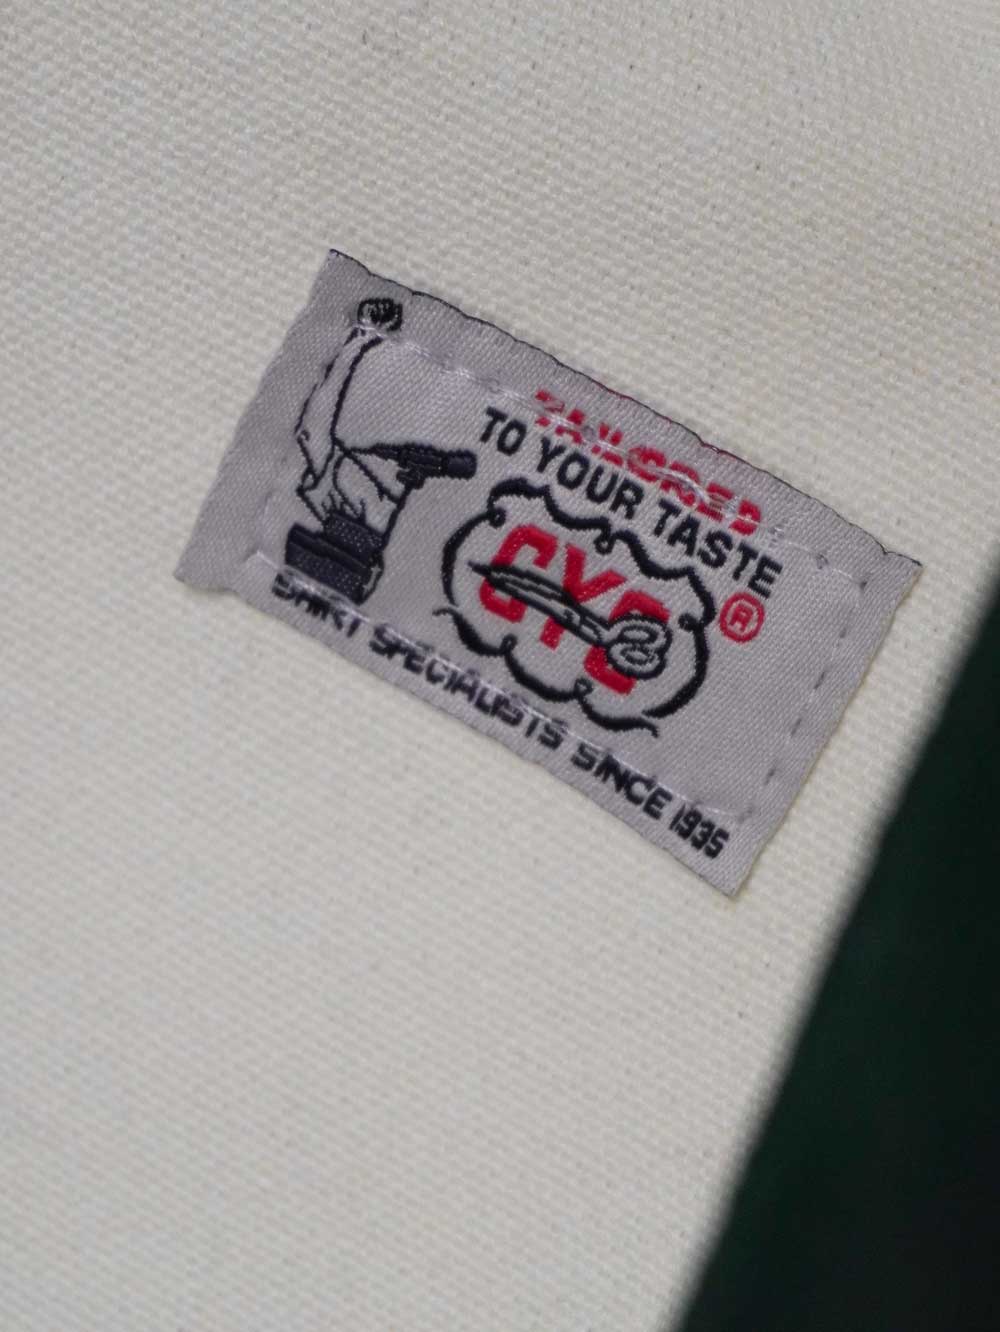 TAILORED
TO YOUR TASTE
CYC ®
SHIRT SPECIALISTS SINCE 1935